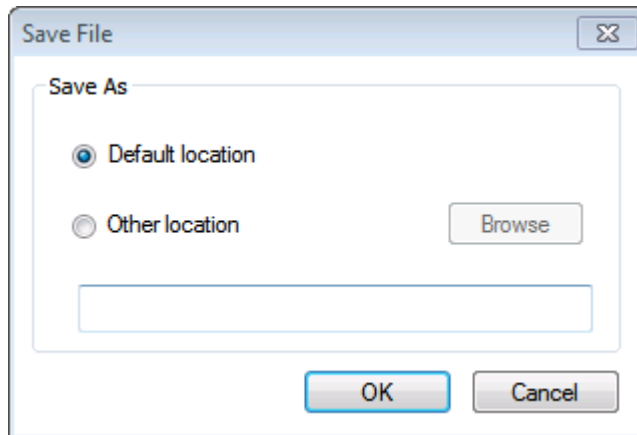 Save File
Save As
Default location
Other location
Browse
OK
Cancel